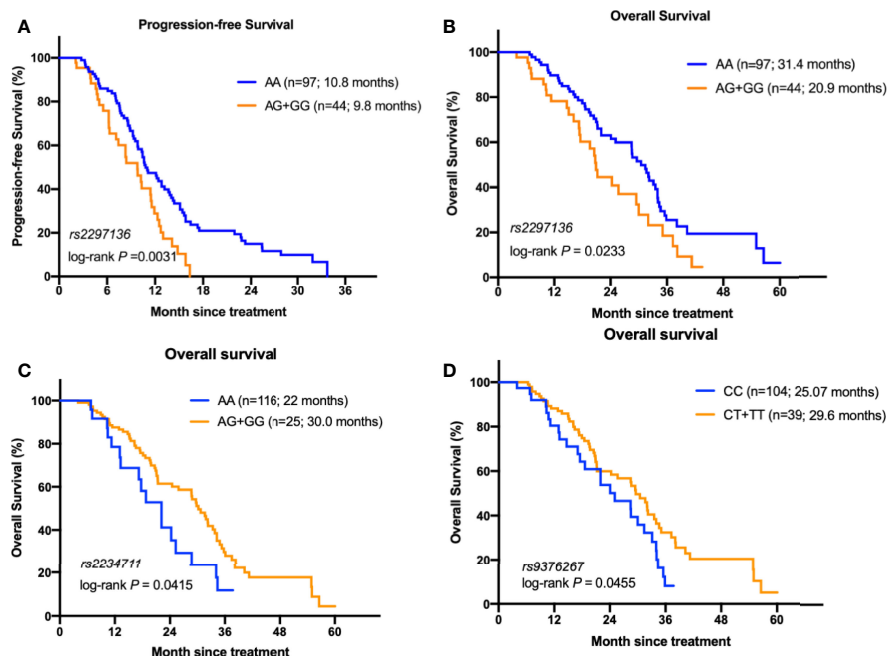 A
Progression-free Survival
Progression-free Survival (%)
100
80
60
40
20
0
AA (n=97; 10.8 months)
AG+GG (n=44; 9.8 months)
rs2297136
log-rank P =0.0031
0 6 12 18 24 30 36
Month since treatment
B
Overall Survival
Overall Survival (%)
100
80
60
40
20
0
AA (n=97; 31.4 months)
AG+GG (n=44; 20.9 months)
rs2297136
log-rank P = 0.0233
0 12 24 36 48 60
Month since treatment
C
Overall survival
Overall Survival (%)
100
80
60
40
20
0
AA (n=116; 22 months)
AG+GG (n=25; 30.0 months)
rs2234711
log-rank P = 0.0415
0 12 24 36 48 60
Month since treatment
D
Overall survival
Overall Survival (%)
100
80
60
40
20
0
CC (n=104; 25.07 months)
CT+TT (n=39; 29.6 months)
rs9376267
log-rank P = 0.0455
0 12 24 36 48 60
Month since treatment